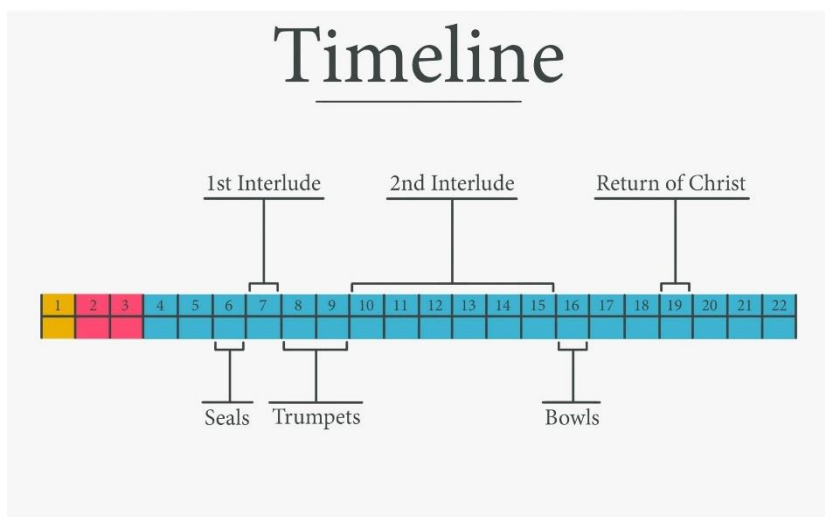 Timeline
1st Interlude 2nd Interlude Return of Christ
1 2 3 4 5 6 7 8 9 10 11 12 13 14 15 16 17 18 19 20 21 22
Seals Trumpets Bowls